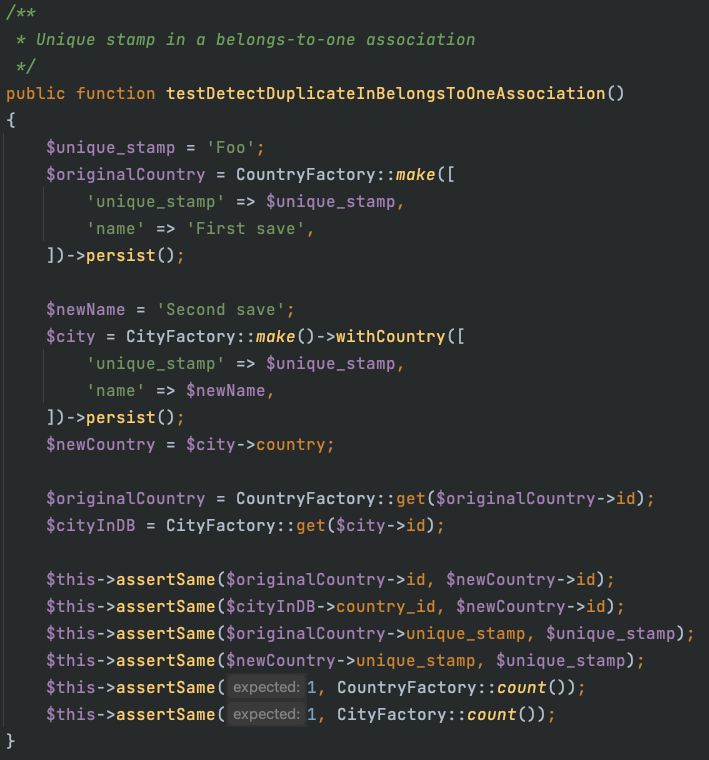 /**
 * Unique stamp in a belongs-to-one association
 */
public function testDetectDuplicateInBelongsToOneAssociation()
{
    $unique_stamp = 'Foo';
    $originalCountry = CountryFactory::make([
        'unique_stamp' => $unique_stamp,
        'name' => 'First save',
    ])->persist();

    $newName = 'Second save';
    $city = CityFactory::make()->withCountry([
        'unique_stamp' => $unique_stamp,
        'name' => $newName,
    ])->persist();
    $newCountry = $city->country;

    $originalCountry = CountryFactory::get($originalCountry->id);
    $cityInDB = CityFactory::get($city->id);

    $this->assertSame($originalCountry->id, $newCountry->id);
    $this->assertSame($cityInDB->country_id, $newCountry->id);
    $this->assertSame($originalCountry->unique_stamp, $unique_stamp);
    $this->assertSame($newCountry->unique_stamp, $unique_stamp);
    $this->assertSame( expected: 1, CountryFactory::count());
    $this->assertSame( expected: 1, CityFactory::count());
}